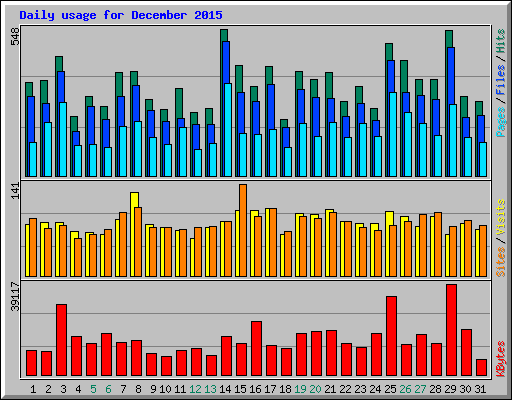 Daily usage for December 2015
548
Pages / Files / Hits
141
Sites / Visits
39117
KBytes
1 2 3 4 5 6 7 8 9 10 11 12 13 14 15 16 17 18 19 20 21 22 23 24 25 26 27 28 29 30 31